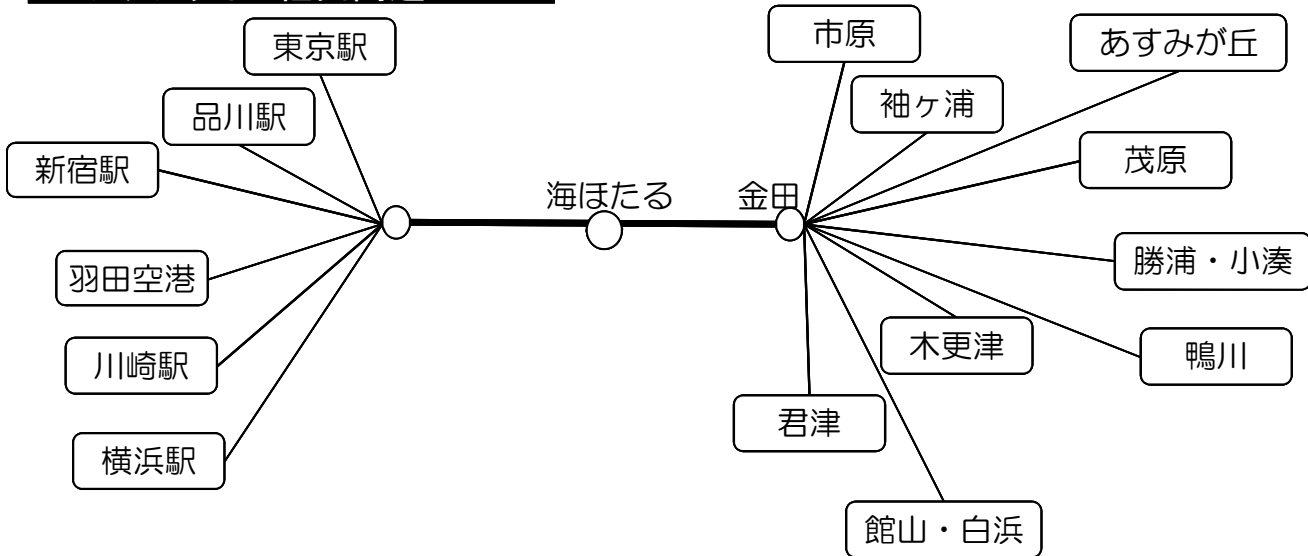 東京駅
品川駅
新宿駅
羽田空港
川崎駅
横浜駅
海ほたる
金田
市原
袖ヶ浦
あすみが丘
茂原
勝浦・小湊
鴨川
木更津
君津
館山・白浜